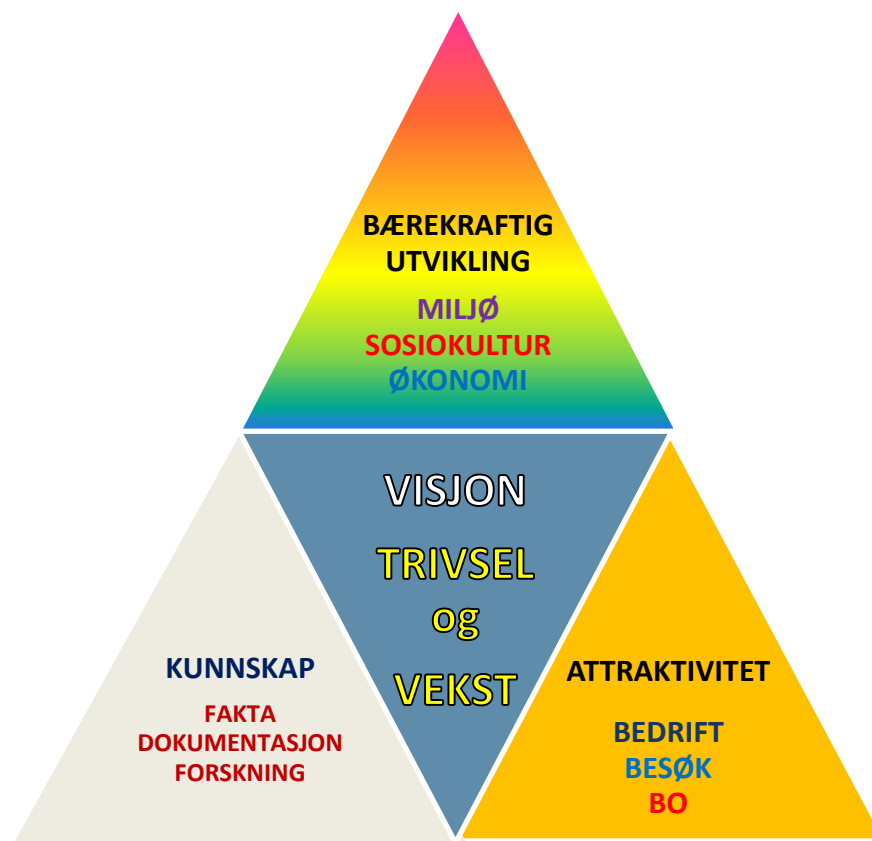 BÆREKRAFTIG
UTVIKLING
MILJØ
SOSIOKULTUR
ØKONOMI
VISJON
TRIVSEL
og
VEKST
KUNNSKAP
FAKTA
DOKUMENTASJON
FORSKNING
ATTRAKTIVITET
BEDRIFT
BESØK
BO